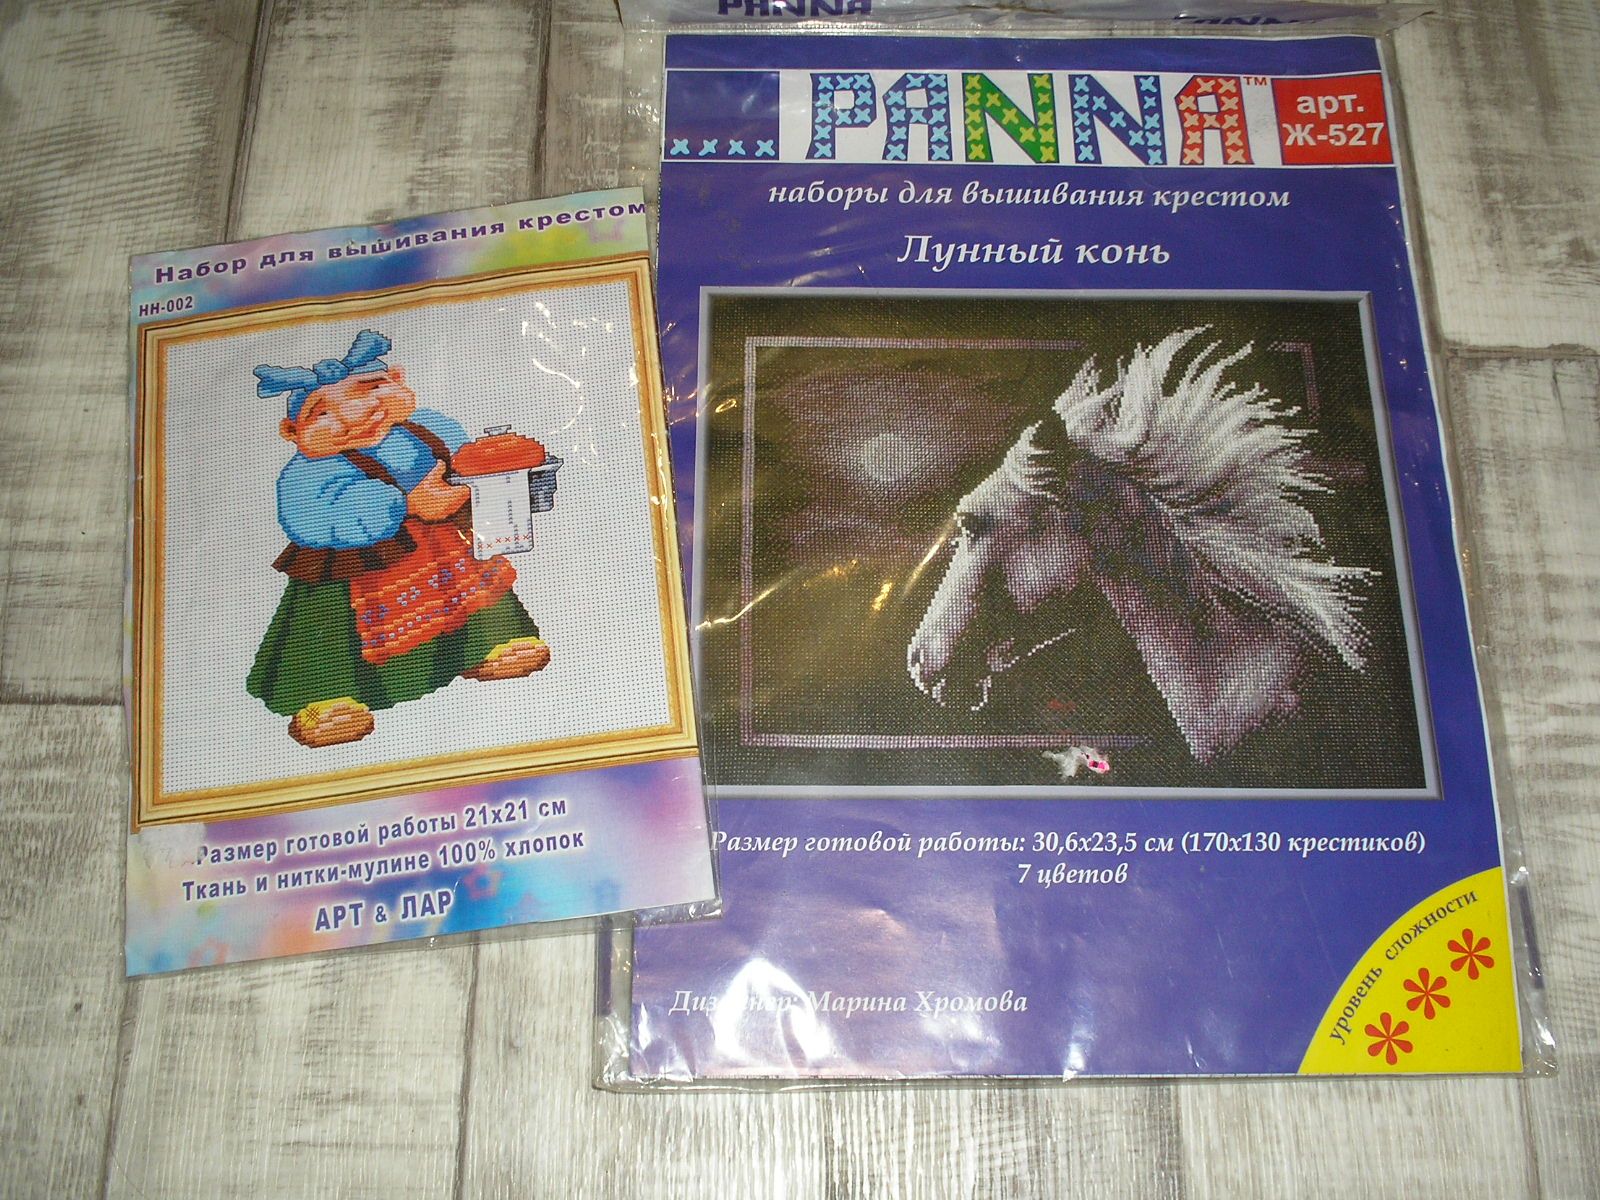 Набор для вышивания крестом
НН-002
Размер готовой работы 21х21 см
Ткань и нитки-мулине 100% хлопок
АРТ & ЛАР
PANNA
PANNA
PANNA™
арт.
Ж-527
наборы для вышивания крестом
Лунный конь
Размер готовой работы: 30,6х23,5 см (170х130 крестиков)
7 цветов
Дизайнер: Марина Хромова
уровень сложности